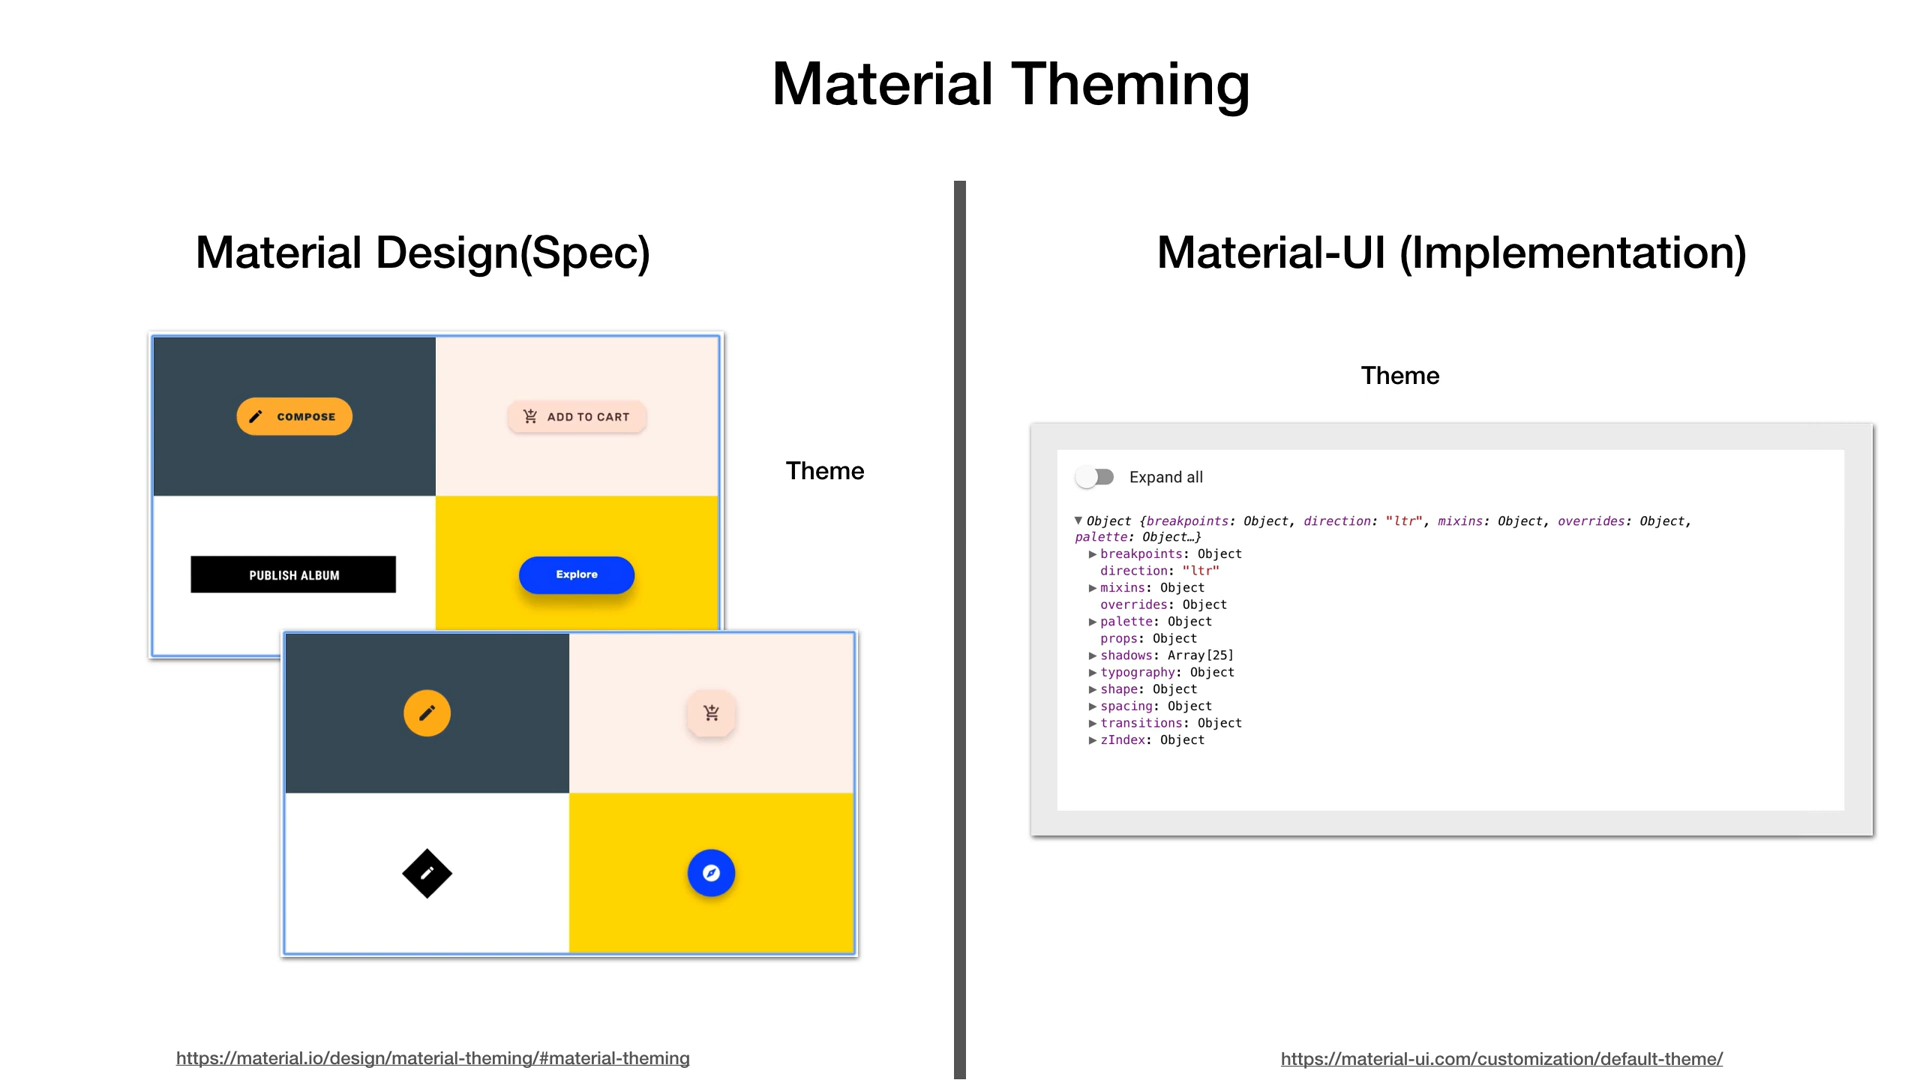 Material Theming
Material Design(Spec)
COMPOSE
ADD TO CART
PUBLISH ALBUM
Explore
Theme
https://material.io/design/material-theming/#material-theming
Material-UI (Implementation)
Theme
Expand all
▼Object {breakpoints: Object, direction: "ltr", mixins: Object, overrides: Object,
palette: Object…}
▶breakpoints: Object
direction: "ltr"
▶mixins: Object
overrides: Object
▶palette: Object
props: Object
▶shadows: Array[25]
▶typography: Object
▶shape: Object
▶spacing: Object
▶transitions: Object
▶zIndex: Object
https://material-ui.com/customization/default-theme/